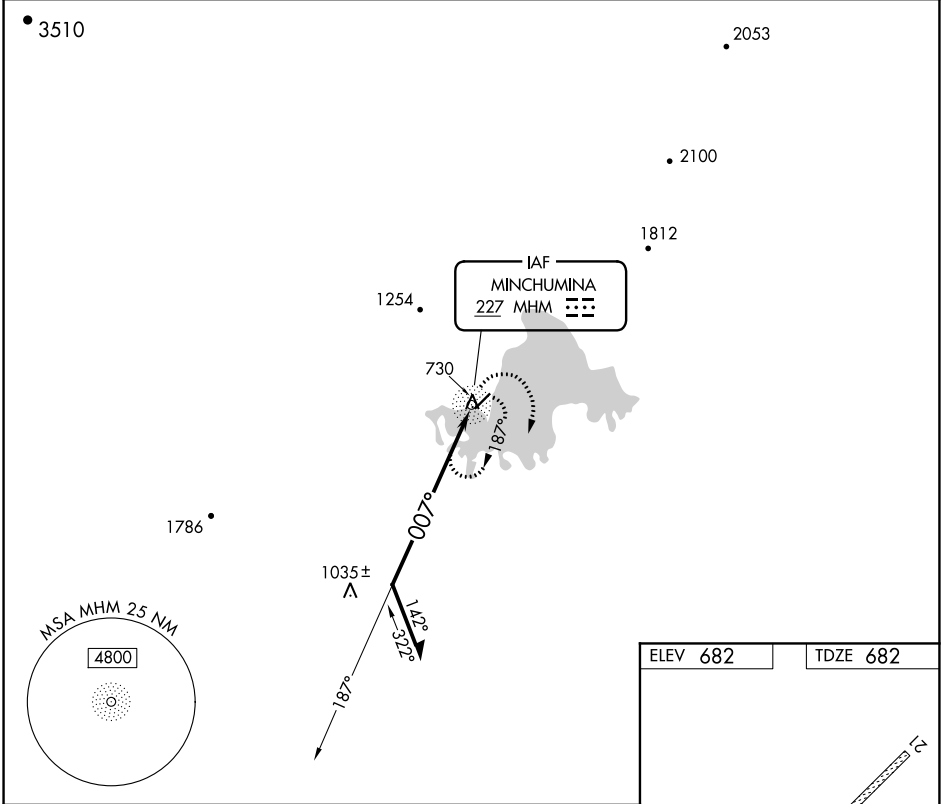 3510
2053
2100
1812
IAF
MINCHUMINA
227 MHM
1254
730
187°
007°
1786
1035±
142°
322°
187°
MSA MHM 25 NM
4800
ELEV 682
TDZE 682
21